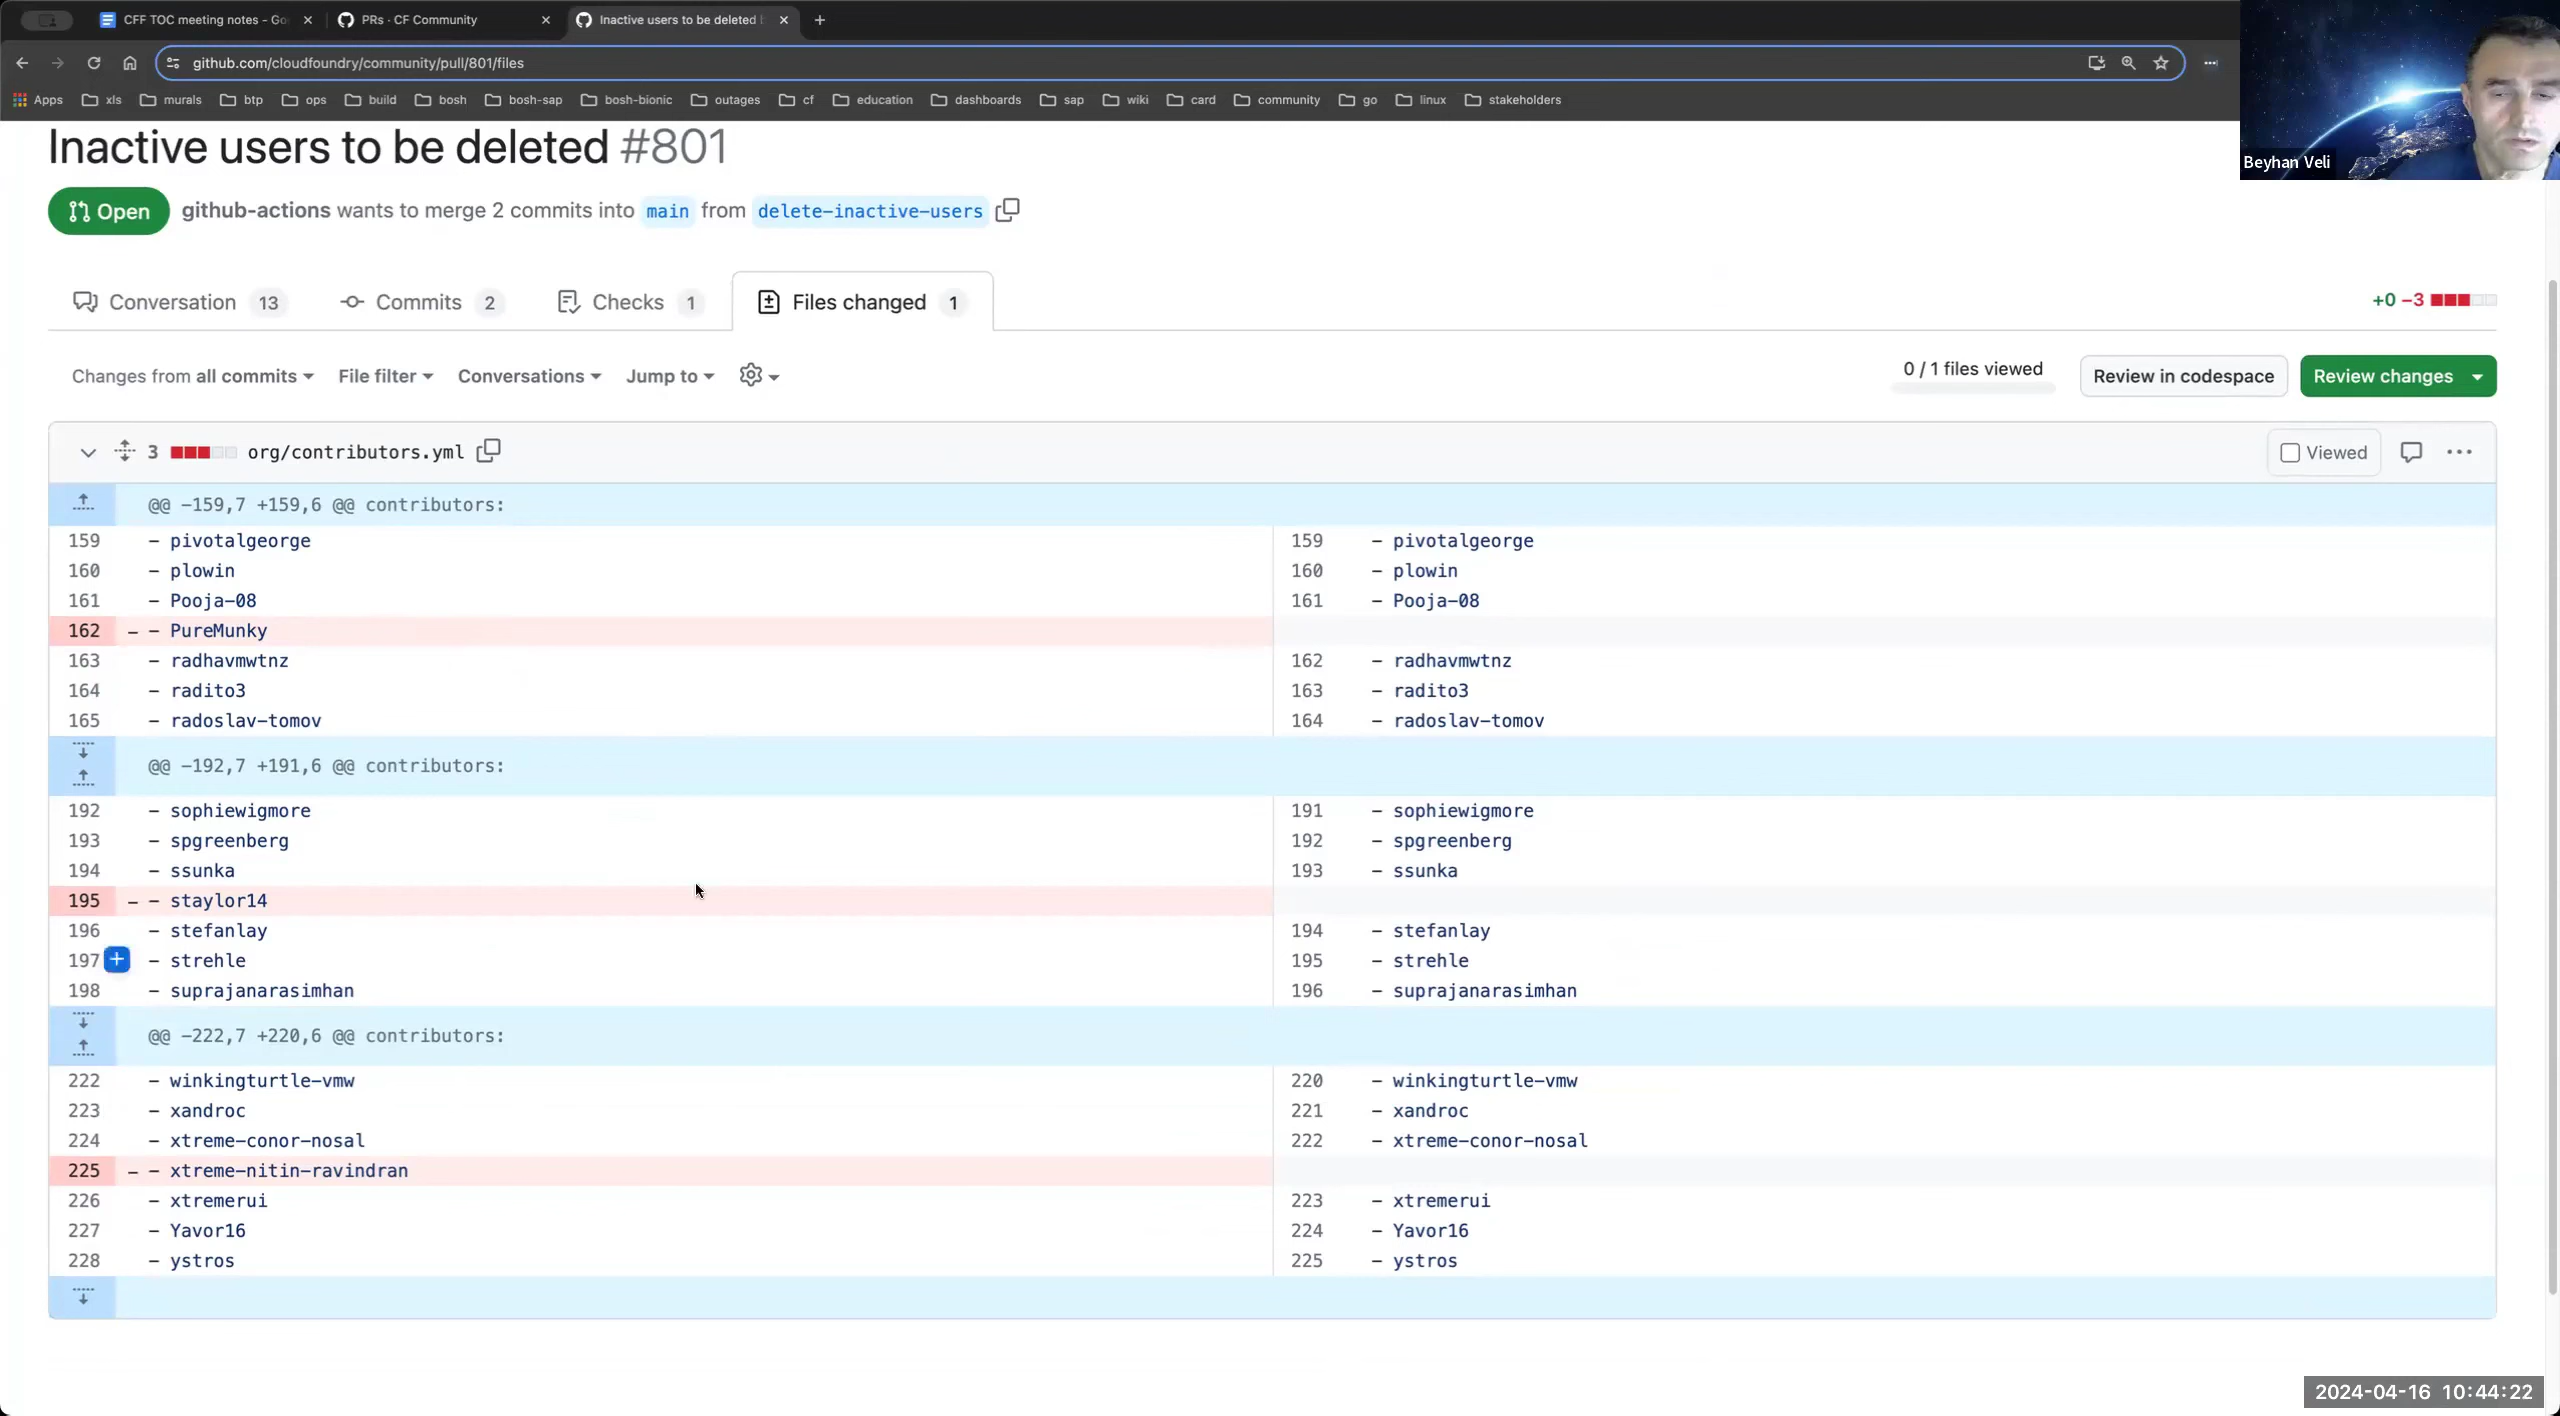 CFF TOC meeting notes - Go
PRs · CF Community
Inactive users to be deleted
github.com/cloudfoundry/community/pull/801/files
Apps xls murals btp ops build bosh bosh-sap bosh-bionic outages cf education dashboards sap wiki card community go linux stakeholders
Beyhan Veli
Inactive users to be deleted #801
Open github-actions wants to merge 2 commits into main from delete-inactive-users
Conversation 13 Commits 2 Checks 1 Files changed 1 +0 −3
Changes from all commits File filter Conversations Jump to 0 / 1 files viewed Review in codespace Review changes
3 org/contributors.yml Viewed
@@ -159,7 +159,6 @@ contributors:
159 - pivotalgeorge 159 - pivotalgeorge
160 - plowin 160 - plowin
161 - Pooja-08 161 - Pooja-08
162 - - PureMunky
163 - radhavmwtnz 162 - radhavmwtnz
164 - radito3 163 - radito3
165 - radoslav-tomov 164 - radoslav-tomov
@@ -192,7 +191,6 @@ contributors:
192 - sophiewigmore 191 - sophiewigmore
193 - spgreenberg 192 - spgreenberg
194 - ssunka 193 - ssunka
195 - - staylor14
196 - stefanlay 194 - stefanlay
197 + - strehle 195 - strehle
198 - suprajanarasimhan 196 - suprajanarasimhan
@@ -222,7 +220,6 @@ contributors:
222 - winkingturtle-vmw 220 - winkingturtle-vmw
223 - xandroc 221 - xandroc
224 - xtreme-conor-nosal 222 - xtreme-conor-nosal
225 - - xtreme-nitin-ravindran
226 - xtremerui 223 - xtremerui
227 - Yavor16 224 - Yavor16
228 - ystros 225 - ystros
2024-04-16 10:44:22